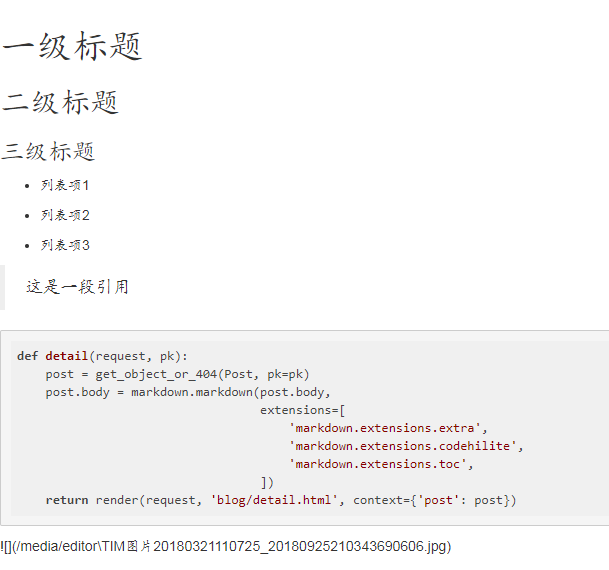 一级标题
二级标题
三级标题
列表项1
列表项2
列表项3
这是一段引用
def detail(request, pk):
    post = get_object_or_404(Post, pk=pk)
    post.body = markdown.markdown(post.body,
                                  extensions=[
                                      'markdown.extensions.extra',
                                      'markdown.extensions.codehilite',
                                      'markdown.extensions.toc',
                                  ])
    return render(request, 'blog/detail.html', context={'post': post})
![](/media/editor\TIM图片20180321110725_20180925210343690606.jpg)